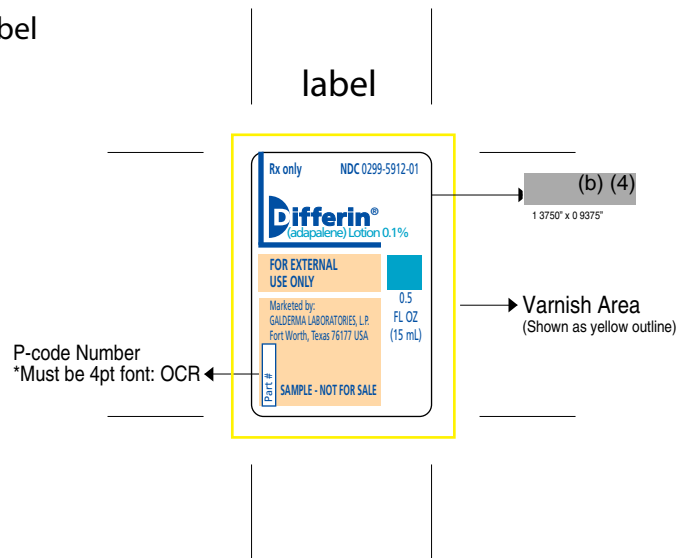 bel
label
Rx only NDC 0299-5912-01
Differin®
(adapalene) Lotion 0.1%
FOR EXTERNAL
USE ONLY
0.5
FL OZ
(15 mL)
Marketed by:
GALDERMA LABORATORIES, L.P.
Fort Worth, Texas 76177 USA
Part #
SAMPLE - NOT FOR SALE
(b) (4)
1 3750" x 0 9375"
Varnish Area
(Shown as yellow outline)
P-code Number
*Must be 4pt font: OCR